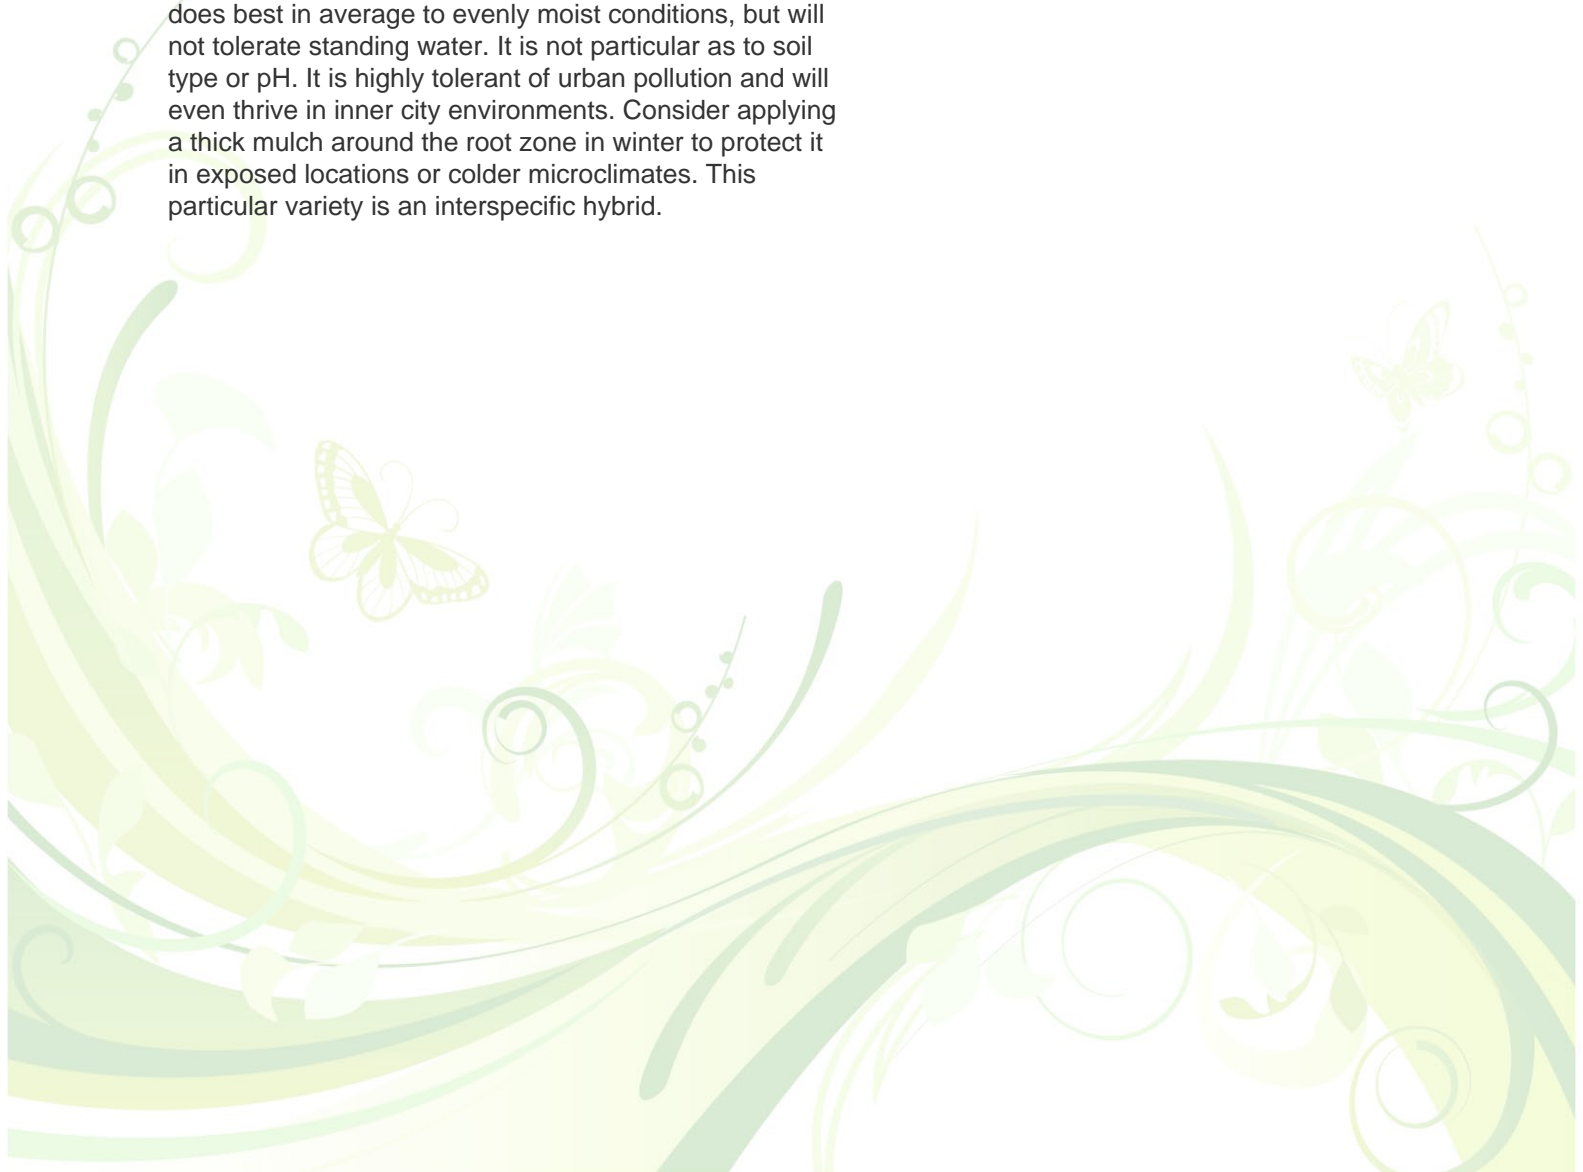 does best in average to evenly moist conditions, but will
not tolerate standing water. It is not particular as to soil
type or pH. It is highly tolerant of urban pollution and will
even thrive in inner city environments. Consider applying
a thick mulch around the root zone in winter to protect it
in exposed locations or colder microclimates. This
particular variety is an interspecific hybrid.